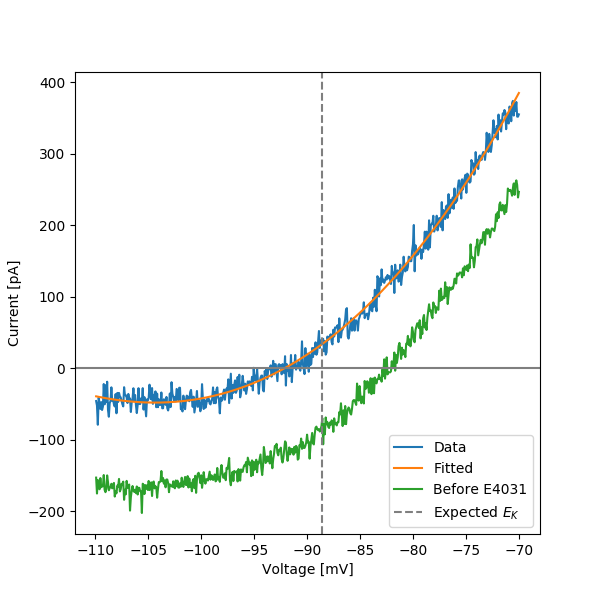 400
300
200
100
0
−100
−200
Current [pA]
Data
Fitted
Before E4031
Expected E_K
−110 −105 −100 −95 −90 −85 −80 −75 −70
Voltage [mV]